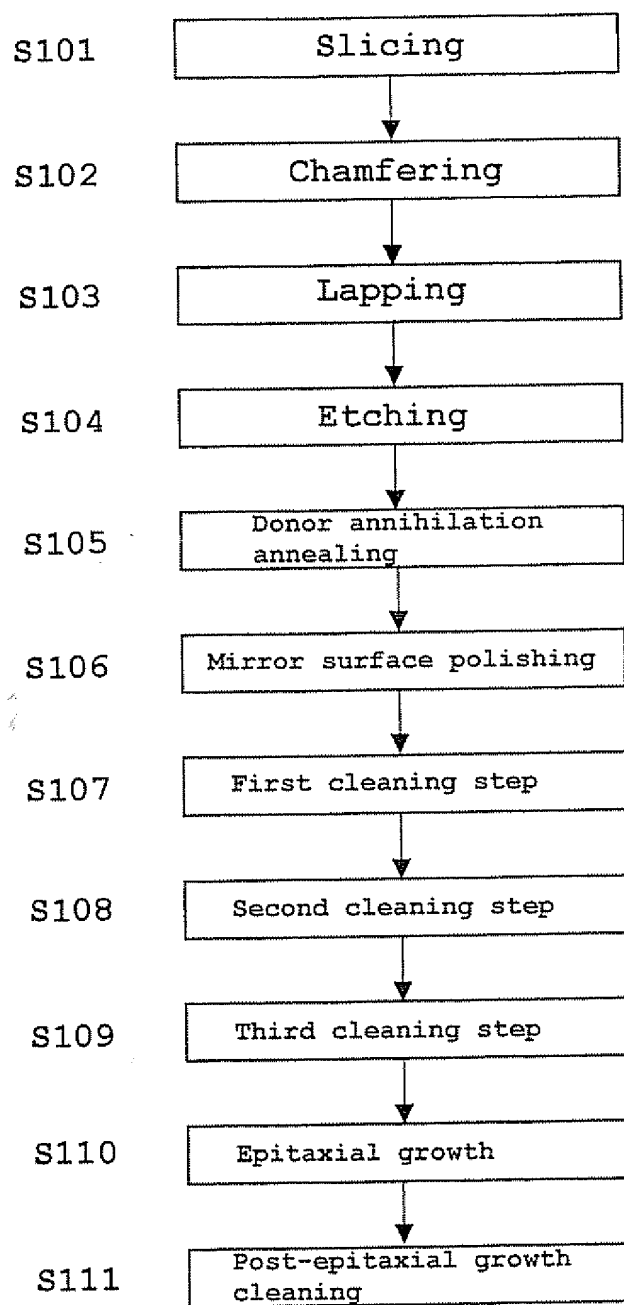 S101 Slicing
S102 Chamfering
S103 Lapping
S104 Etching
S105 Donor annihilation
annealing
S106 Mirror surface polishing
S107 First cleaning step
S108 Second cleaning step
S109 Third cleaning step
S110 Epitaxial growth
S111 Post-epitaxial growth
cleaning